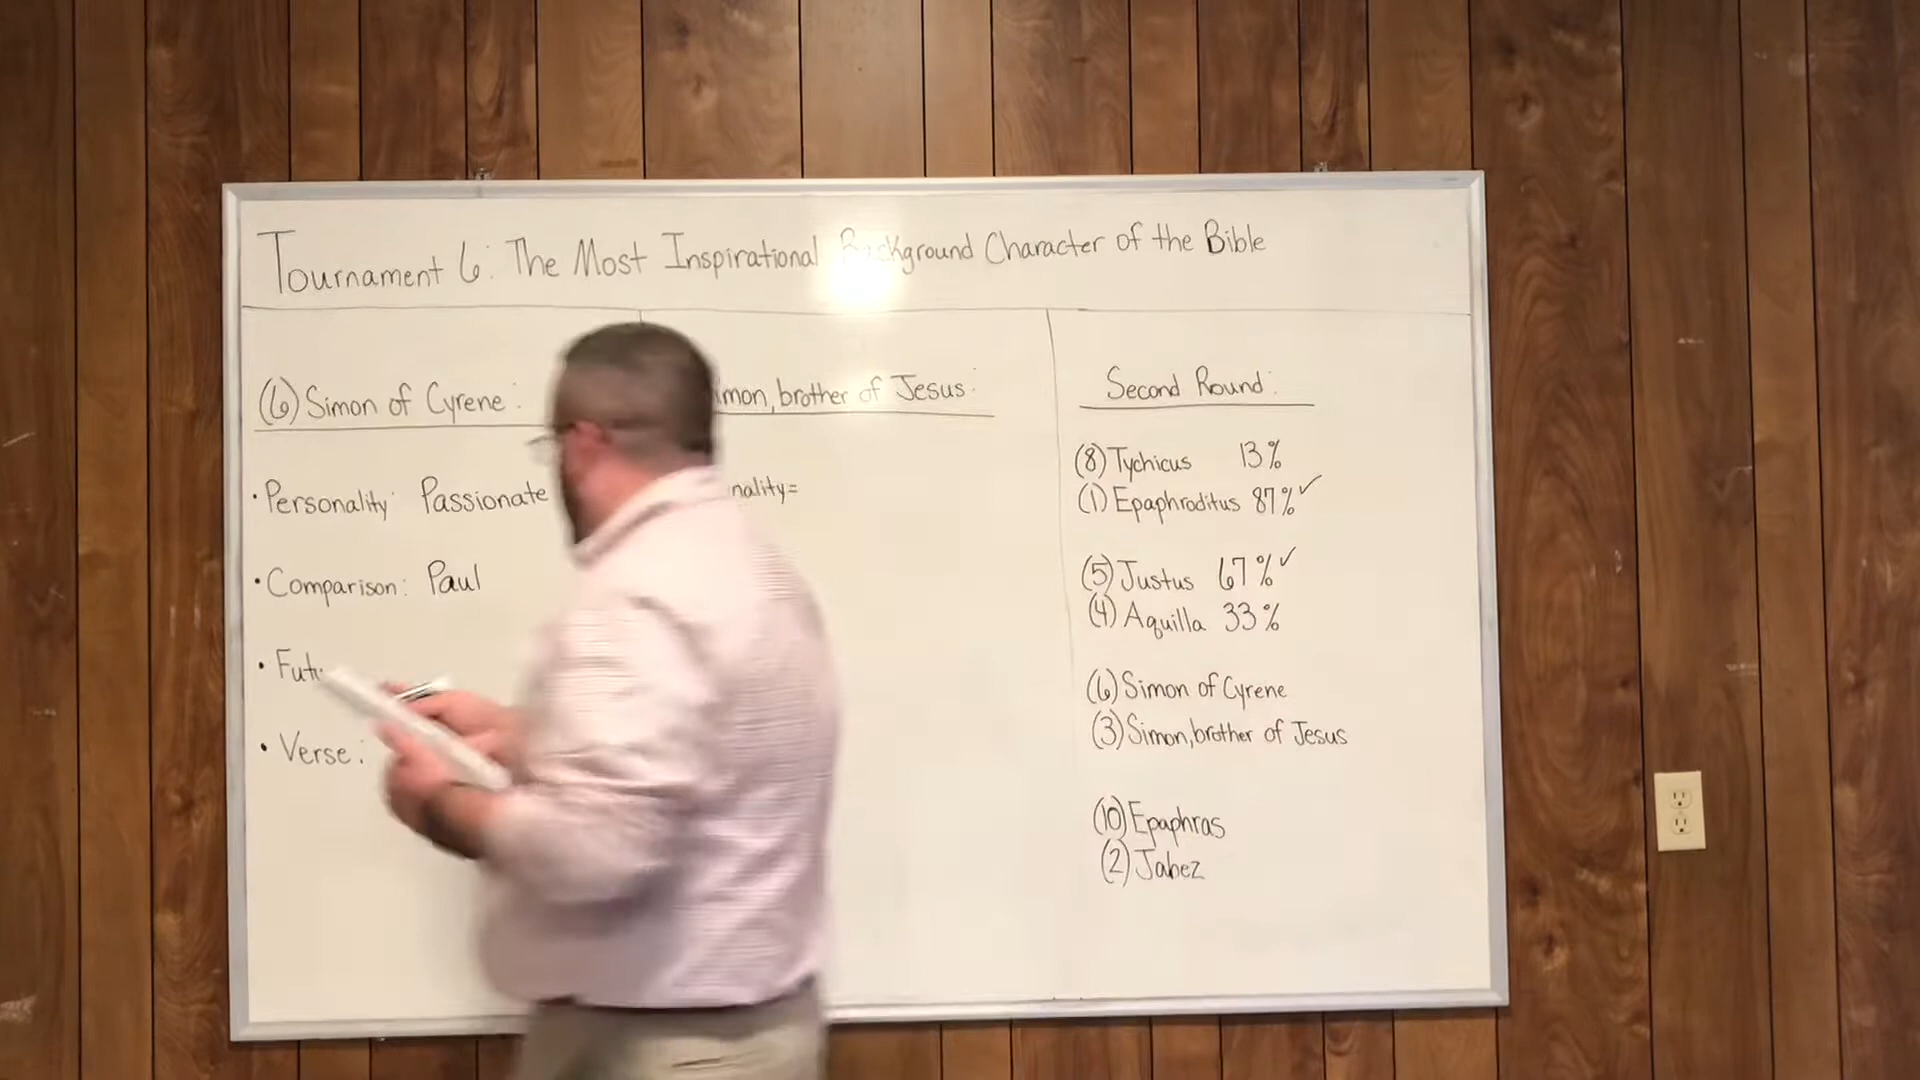 Tournament 6: The Most Inspirational Background Character of the Bible
(6) Simon of Cyrene:
• Personality: Passionate
• Comparison: Paul
• Fut
• Verse:
imon, brother of Jesus:
nality=
Second Round:
(8) Tychicus 13%
(1) Epaphroditus 87% ✓
(5) Justus 67% ✓
(4) Aquilla 33%
(6) Simon of Cyrene
(3) Simon, brother of Jesus
(10) Epaphras
(2) Jabez